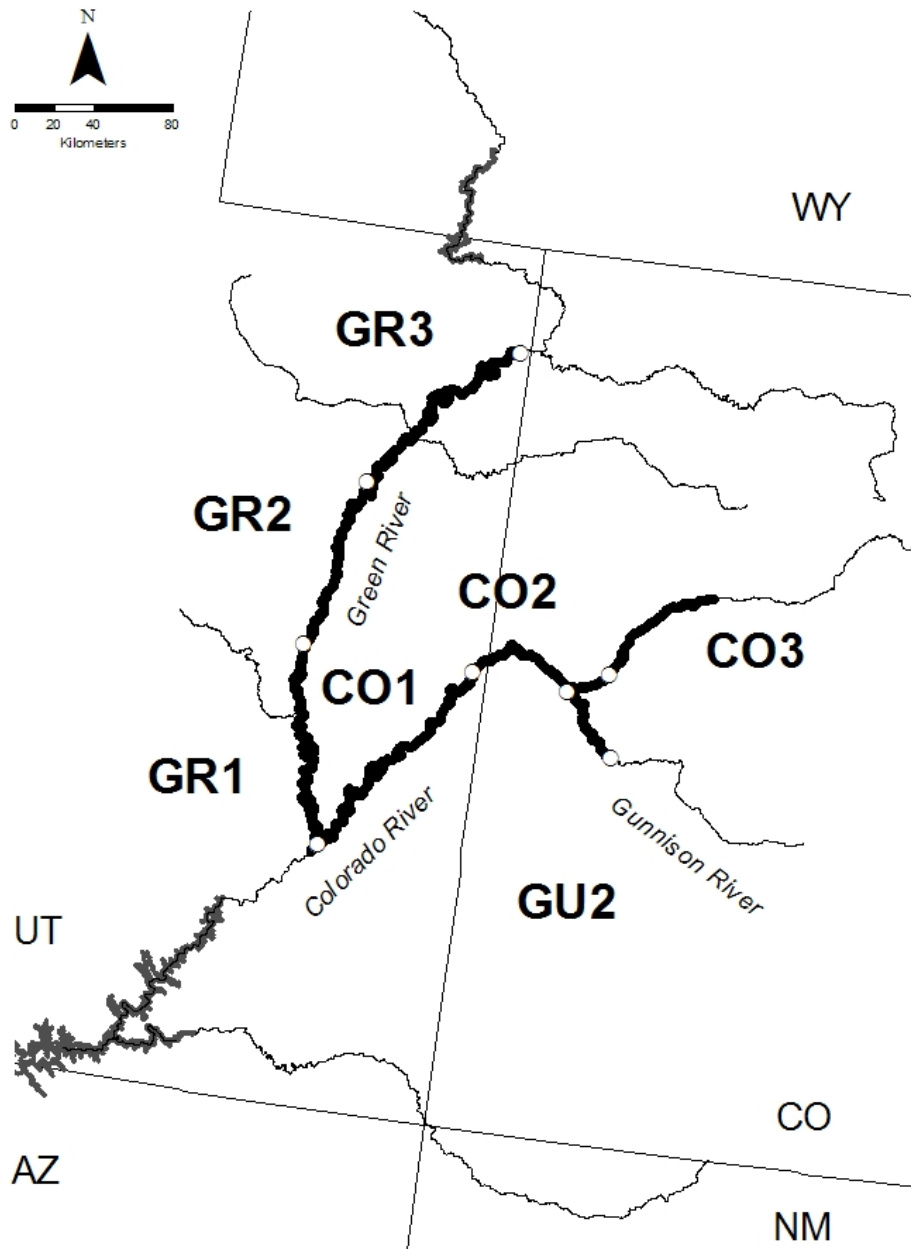 N
0 20 40 80
Kilometers
WY
GR3
GR2
Green River
CO2
CO3
CO1
GR1
Colorado River
Gunnison River
GU2
UT
CO
AZ
NM